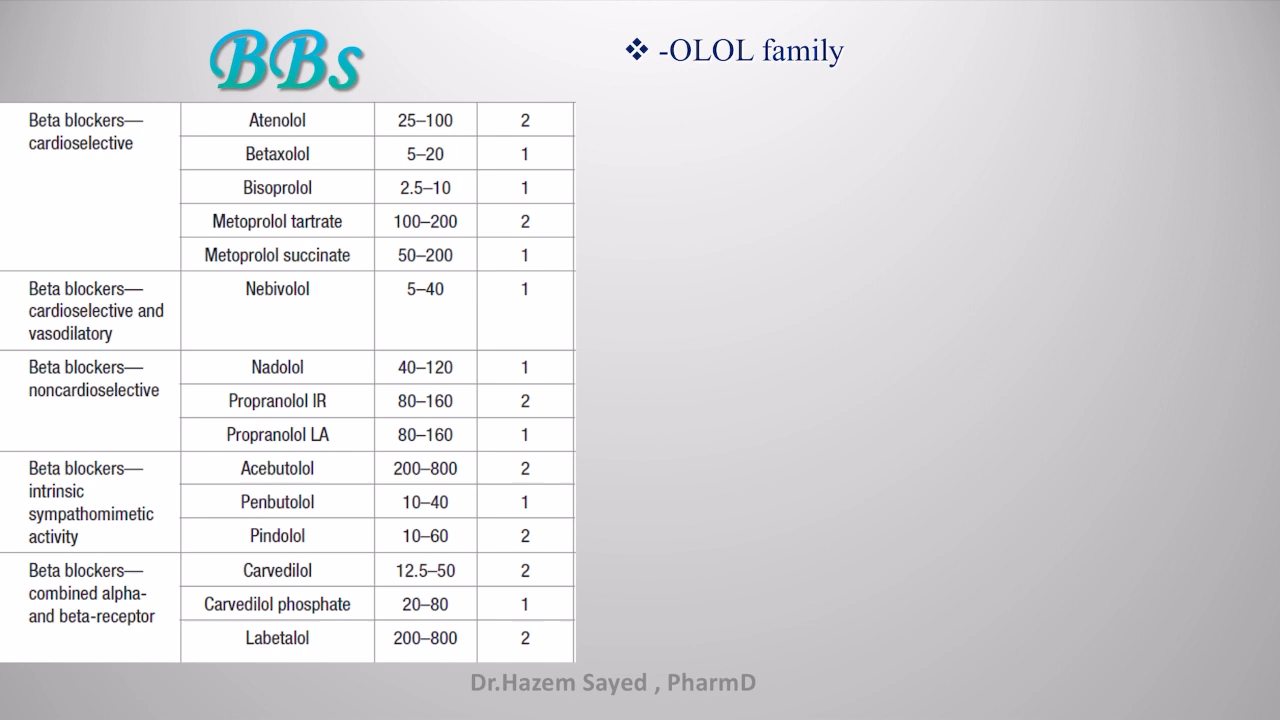 BBs
❖ -OLOL family
Beta blockers—
cardioselective
Atenolol 25–100 2
Betaxolol 5–20 1
Bisoprolol 2.5–10 1
Metoprolol tartrate 100–200 2
Metoprolol succinate 50–200 1
Beta blockers—
cardioselective and
vasodilatory
Nebivolol 5–40 1
Beta blockers—
noncardioselective
Nadolol 40–120 1
Propranolol IR 80–160 2
Propranolol LA 80–160 1
Beta blockers—
intrinsic
sympathomimetic
activity
Acebutolol 200–800 2
Penbutolol 10–40 1
Pindolol 10–60 2
Beta blockers—
combined alpha-
and beta-receptor
Carvedilol 12.5–50 2
Carvedilol phosphate 20–80 1
Labetalol 200–800 2
Dr.Hazem Sayed , PharmD